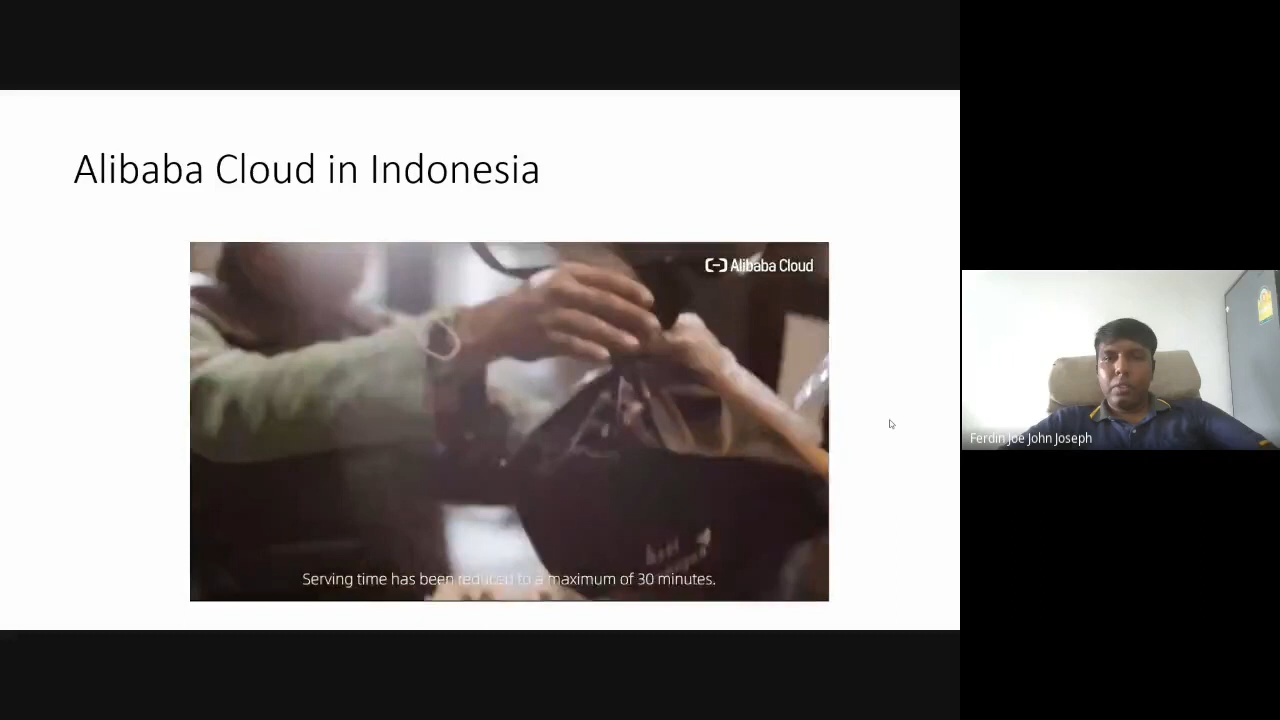 Alibaba Cloud in Indonesia
Alibaba Cloud
Serving time has been reduced to a maximum of 30 minutes.
Ferdin Joe John Joseph